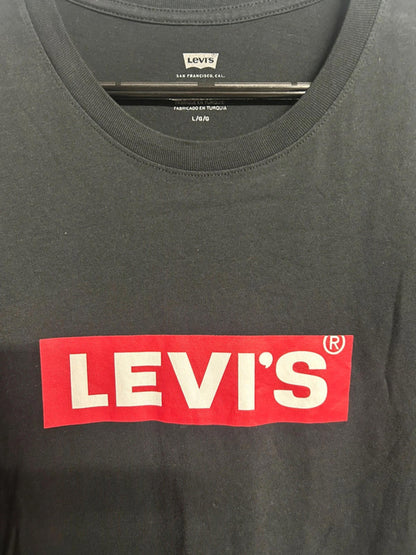 Levi's
SAN FRANCISCO, CAL.
FABRICADO EN TURQUIA
L/G/G
LEVI'S®